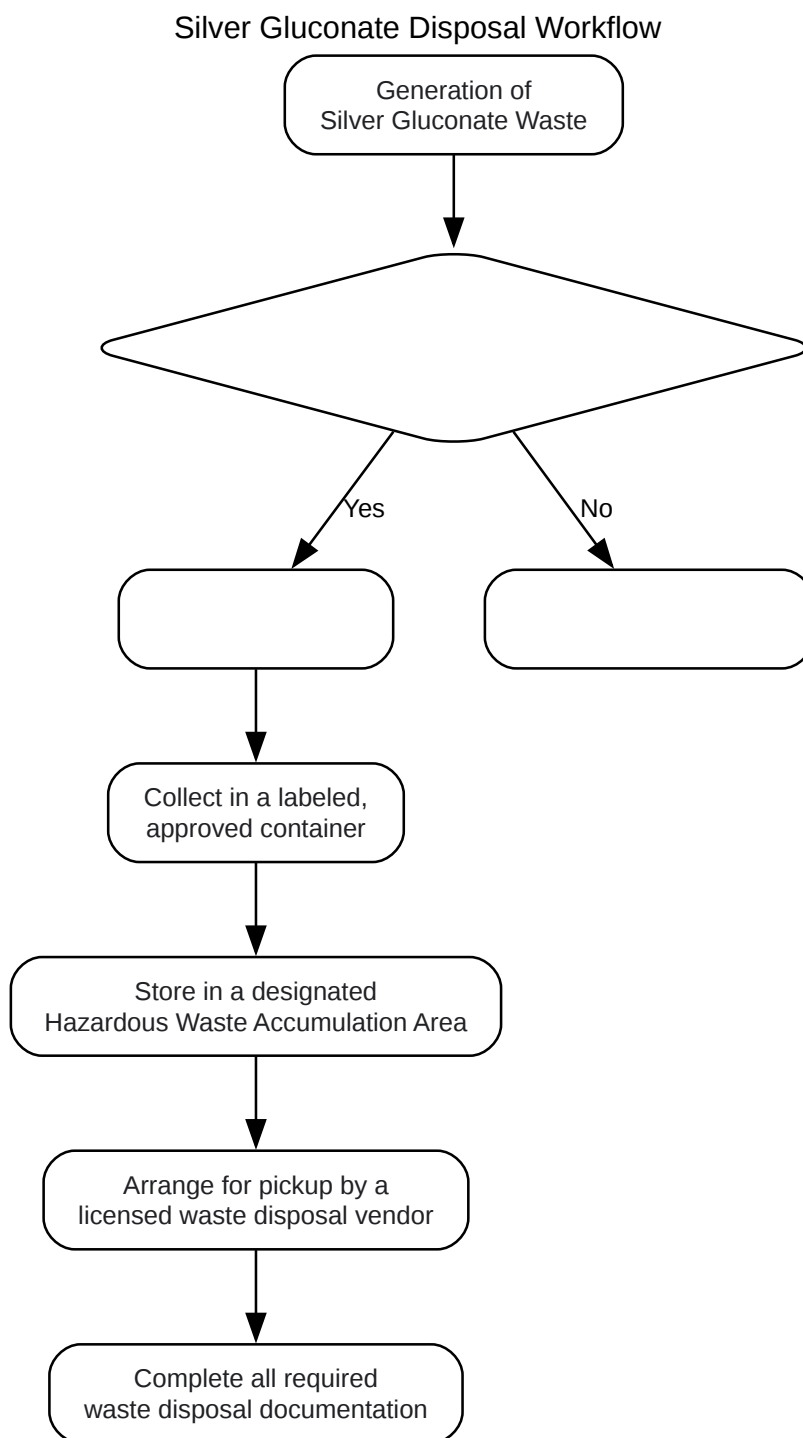 Silver Gluconate Disposal Workflow
Generation of
Silver Gluconate Waste
Yes
No
Collect in a labeled,
approved container
Store in a designated
Hazardous Waste Accumulation Area
Arrange for pickup by a
licensed waste disposal vendor
Complete all required
waste disposal documentation